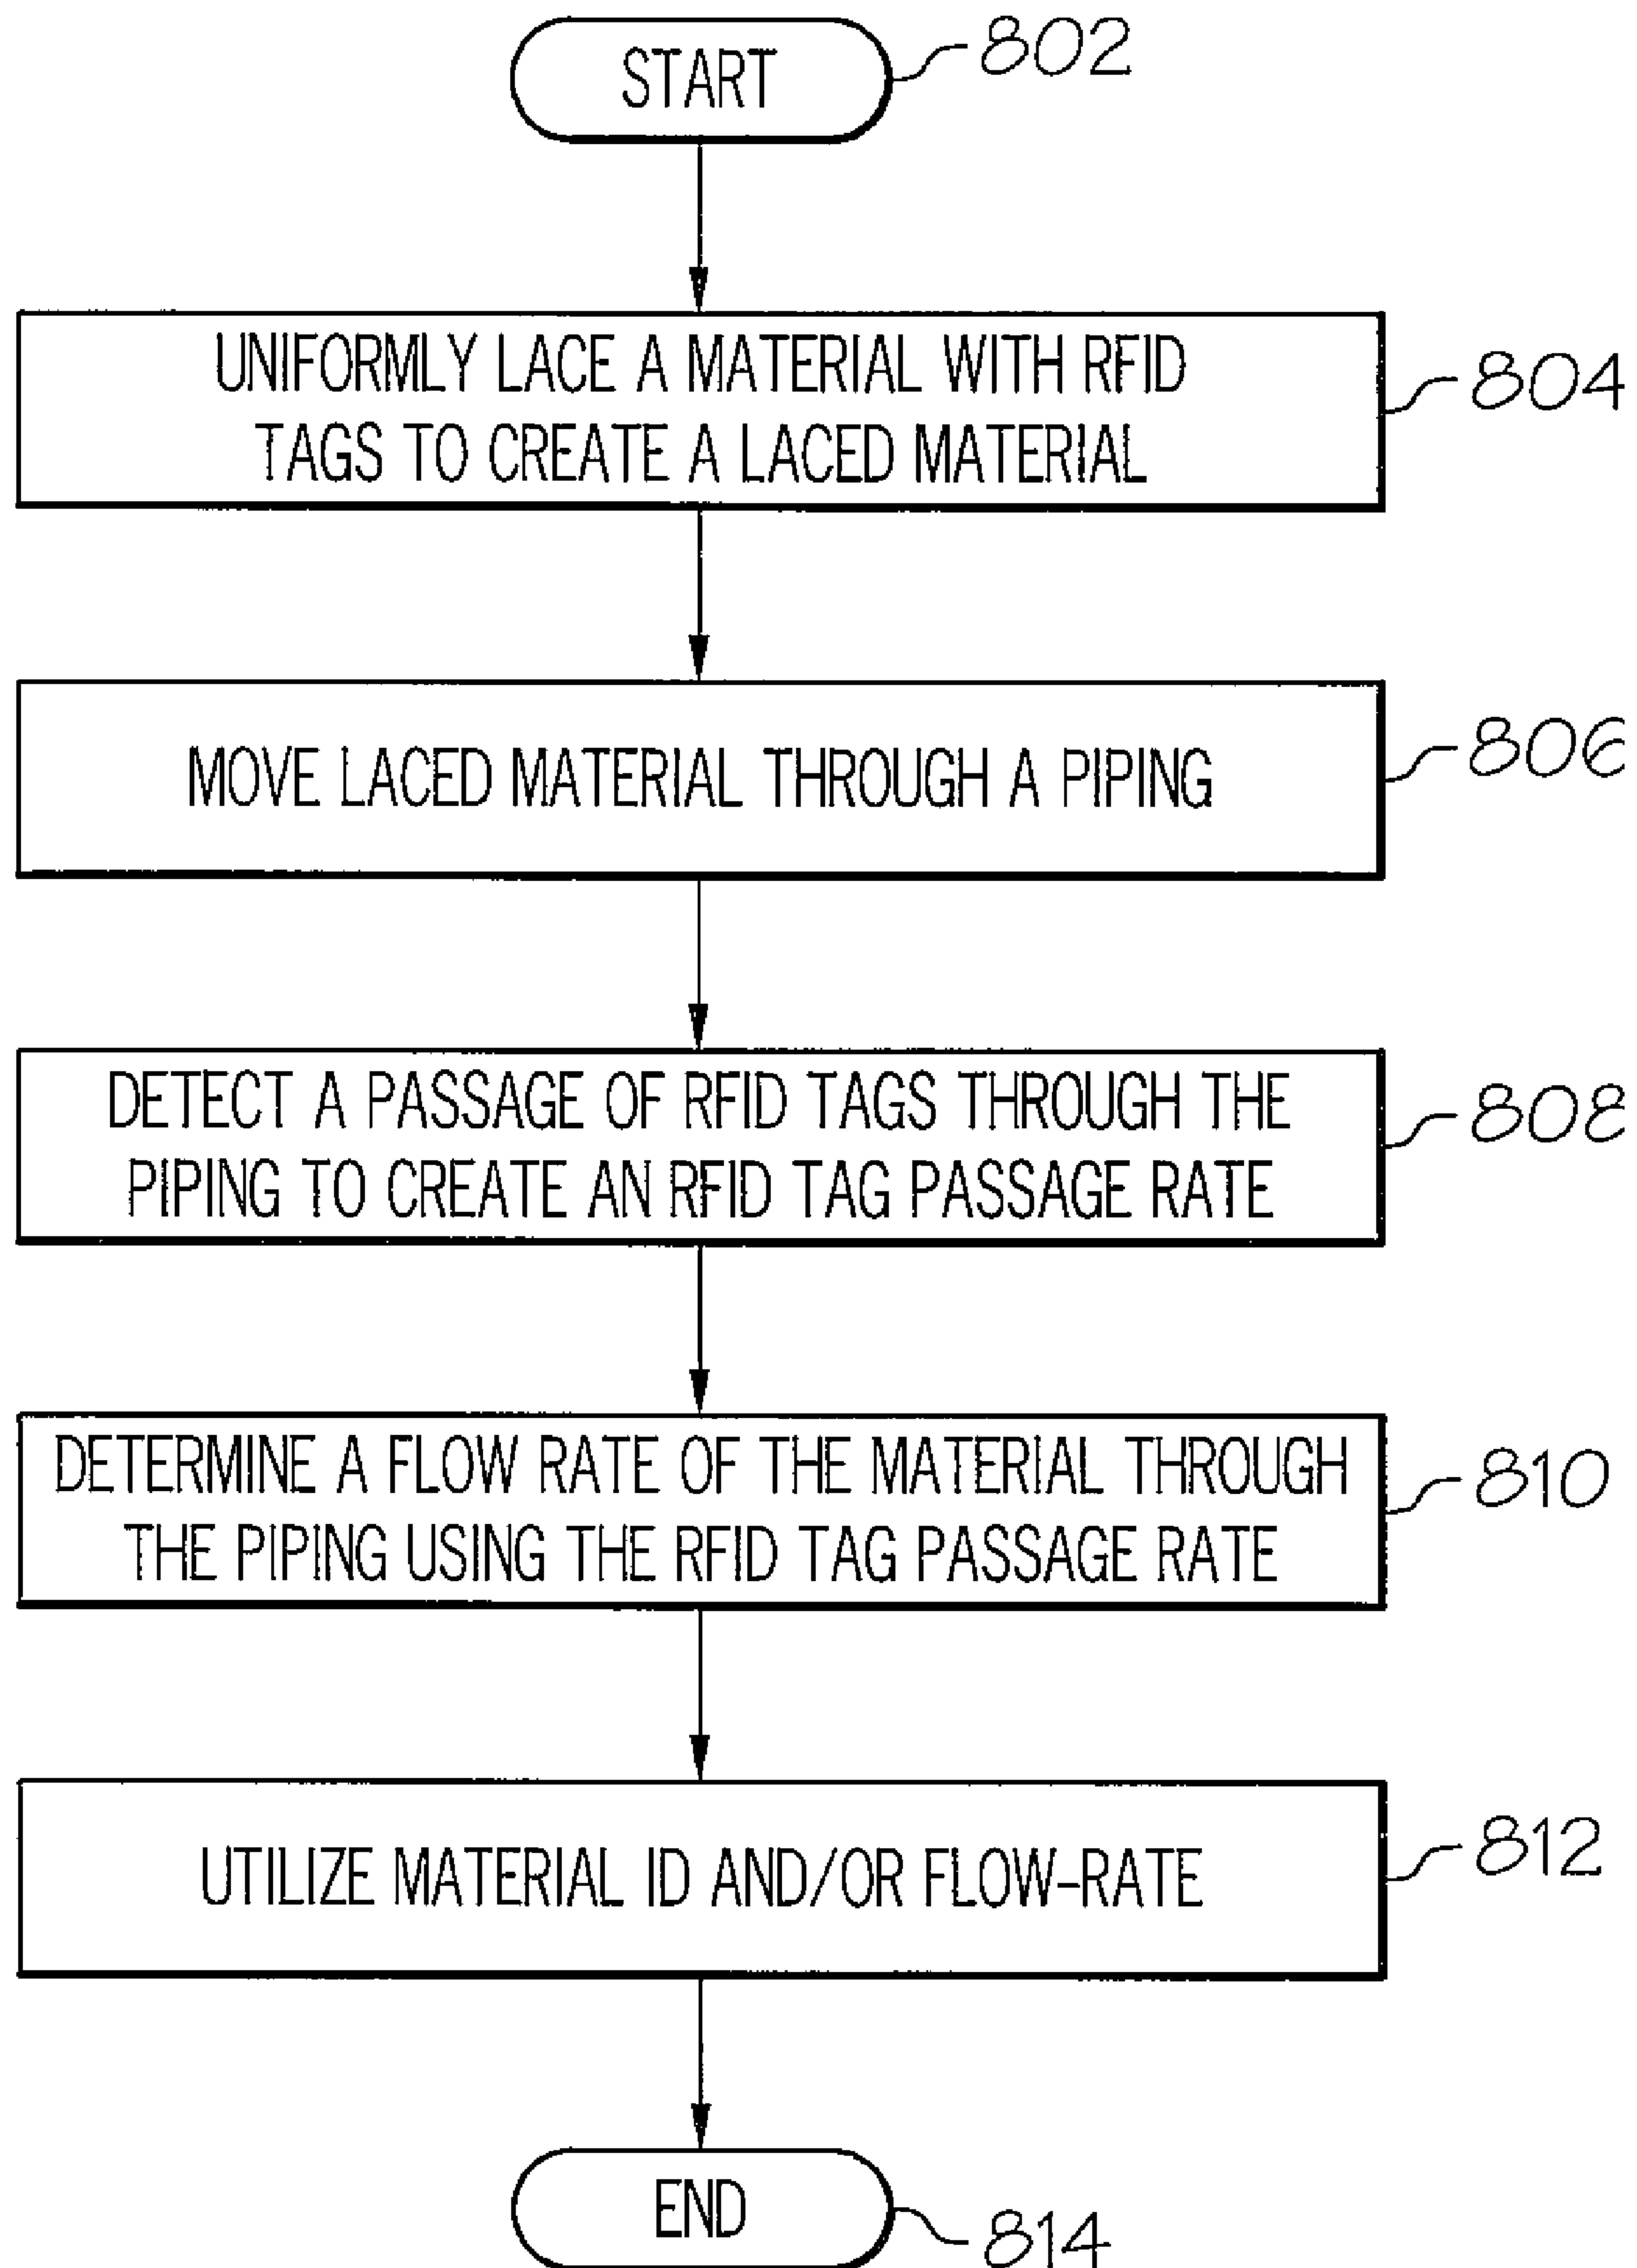 START
802
UNIFORMLY LACE A MATERIAL WITH RFID
TAGS TO CREATE A LACED MATERIAL
804
MOVE LACED MATERIAL THROUGH A PIPING
806
DETECT A PASSAGE OF RFID TAGS THROUGH THE
PIPING TO CREATE AN RFID TAG PASSAGE RATE
808
DETERMINE A FLOW RATE OF THE MATERIAL THROUGH
THE PIPING USING THE RFID TAG PASSAGE RATE
810
UTILIZE MATERIAL ID AND/OR FLOW-RATE
812
END
814